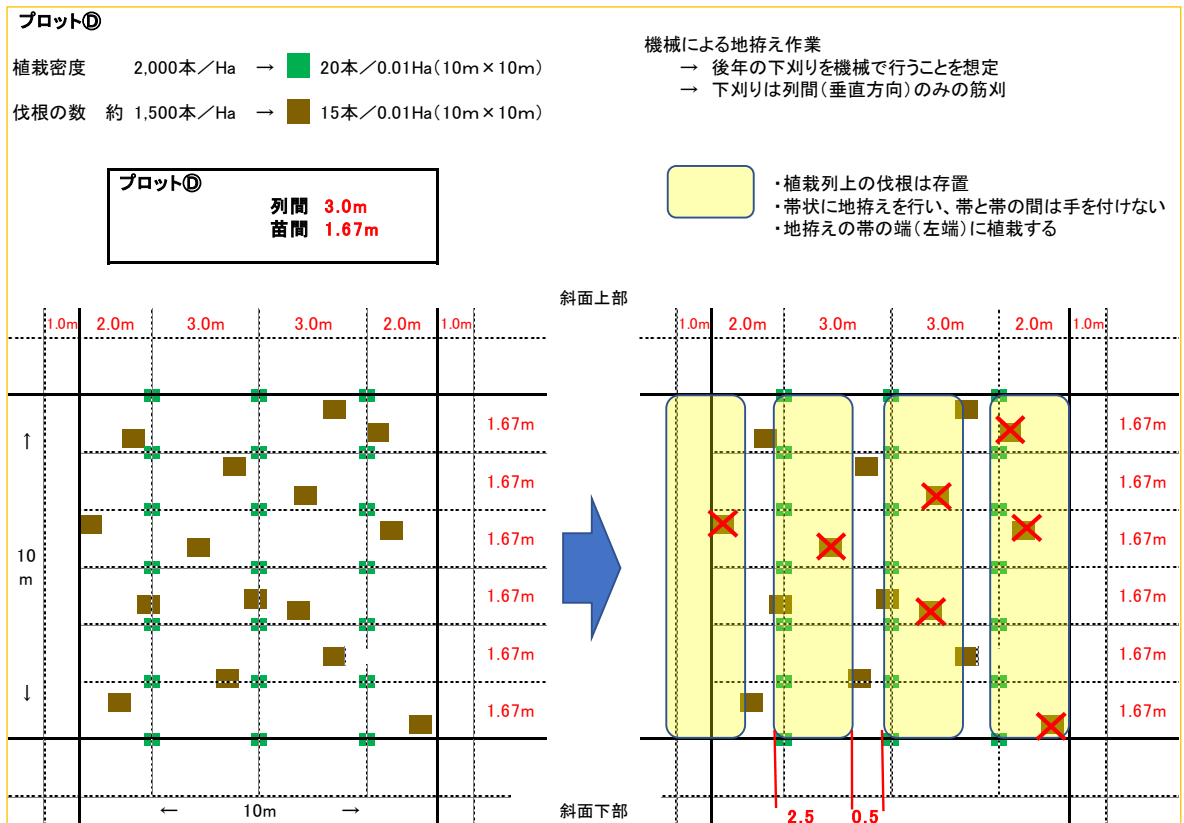 プロットⒹ
植栽密度 2,000本／Ha → 20本／0.01Ha(10m×10m)
伐根の数 約 1,500本／Ha → 15本／0.01Ha(10m×10m)
機械による地拵え作業
→ 後年の下刈りを機械で行うことを想定
→ 下刈りは列間(垂直方向)のみの筋刈
プロットⒹ
列間 3.0m
苗間 1.67m
・植栽列上の伐根は存置
・帯状に地拵えを行い、帯と帯の間は手を付けない
・地拵えの帯の端(左端)に植栽する
斜面上部
1.0m 2.0m 3.0m 3.0m 2.0m 1.0m
1.67m
1.67m
1.67m
1.67m
1.67m
1.67m
↑
10
m
↓
← 10m →
1.0m 2.0m 3.0m 3.0m 2.0m 1.0m
1.67m
1.67m
1.67m
1.67m
1.67m
1.67m
2.5 0.5
斜面下部